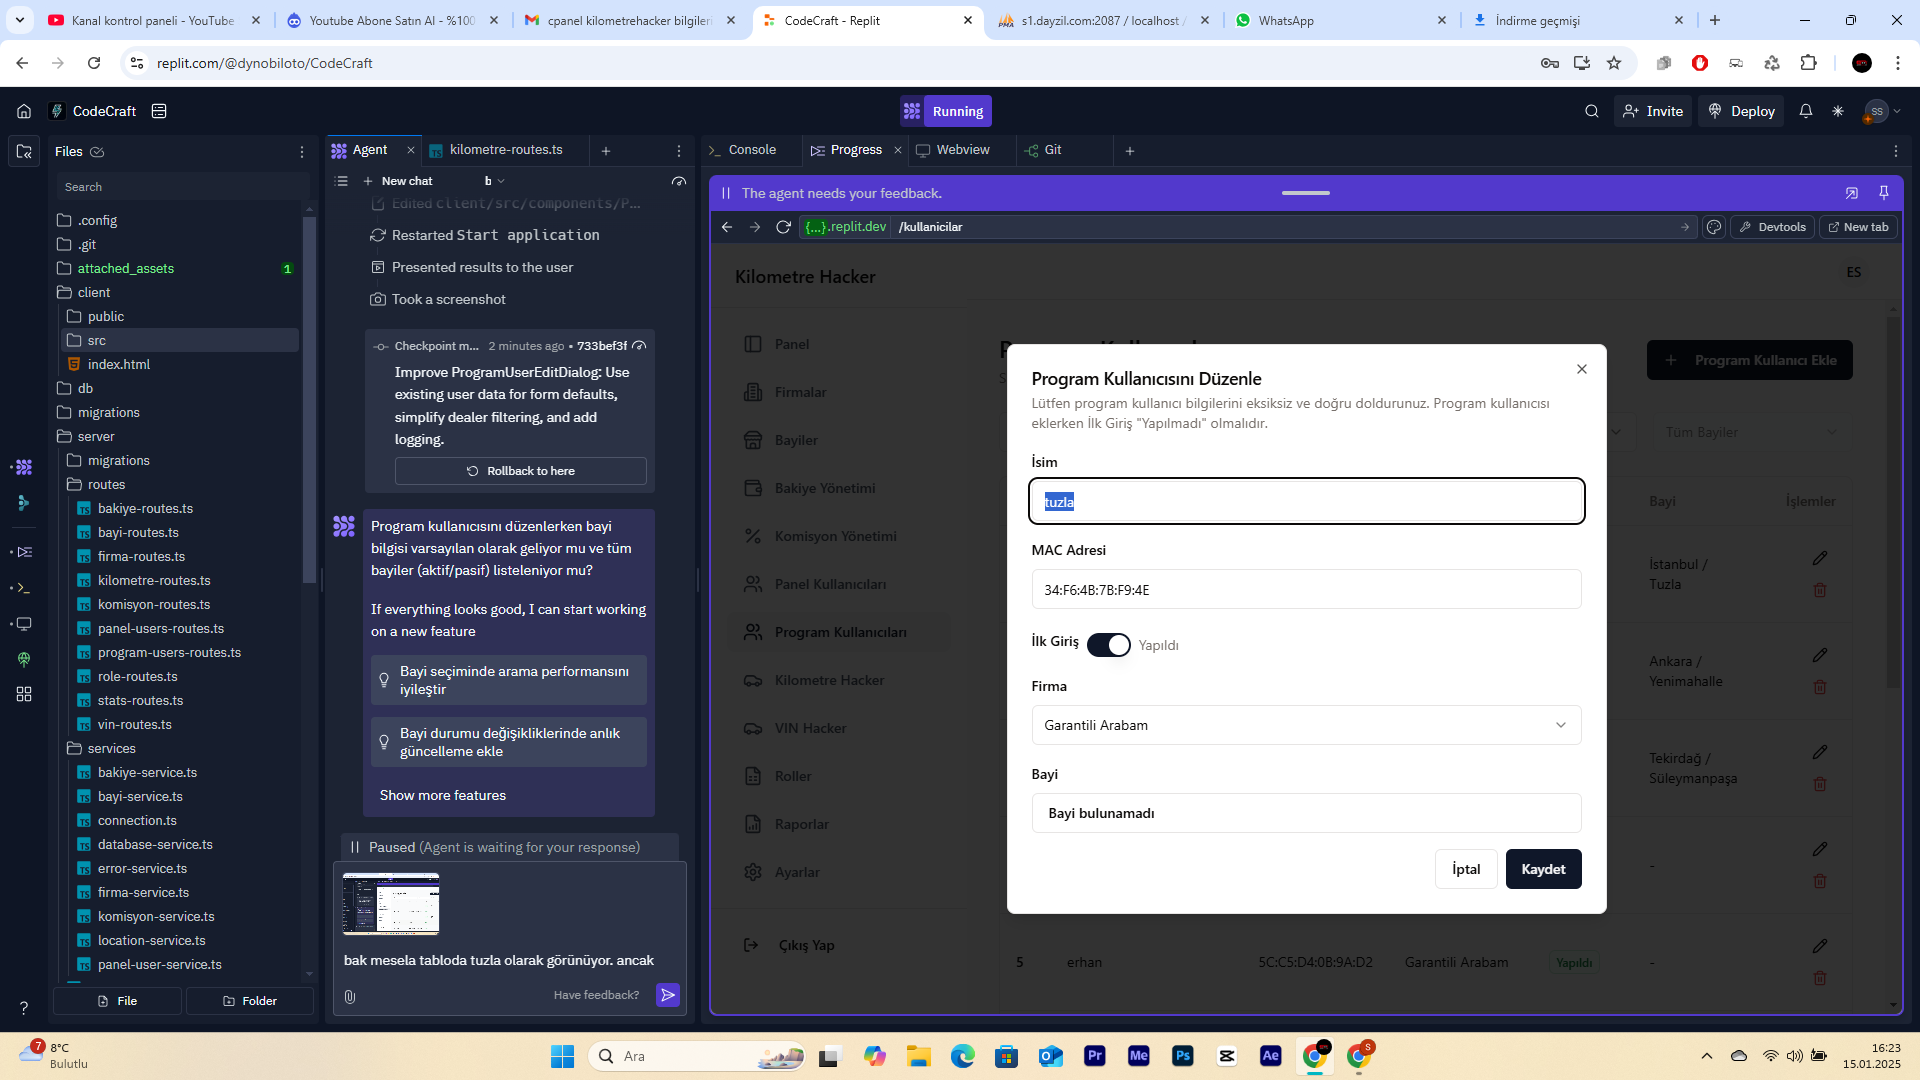 Kanal kontrol paneli - YouTube
Youtube Abone Satın Al - %100
cpanel kilometrehacker bilgileri
CodeCraft - Replit
s1.dayzil.com:2087 / localhost /
WhatsApp
İndirme geçmişi
replit.com/@dynobiloto/CodeCraft
CodeCraft
Running
Invite
Deploy
SS
Files
Search
.config
.git
attached_assets
1
client
public
src
index.html
db
migrations
server
migrations
routes
bakiye-routes.ts
bayi-routes.ts
firma-routes.ts
kilometre-routes.ts
komisyon-routes.ts
panel-users-routes.ts
program-users-routes.ts
role-routes.ts
stats-routes.ts
vin-routes.ts
services
bakiye-service.ts
bayi-service.ts
connection.ts
database-service.ts
error-service.ts
firma-service.ts
komisyon-service.ts
location-service.ts
panel-user-service.ts
File
Folder
Agent
kilometre-routes.ts
New chat
b
Edited client/src/components/P...
Restarted Start application
Presented results to the user
Took a screenshot
Checkpoint m... 2 minutes ago • 733bef3f
Improve ProgramUserEditDialog: Use
existing user data for form defaults,
simplify dealer filtering, and add
logging.
Rollback to here
Program kullanıcısını düzenlerken bayi
bilgisi varsayılan olarak geliyor mu ve tüm
bayiler (aktif/pasif) listeleniyor mu?
If everything looks good, I can start working
on a new feature
Bayi seçiminde arama performansını
iyileştir
Bayi durumu değişikliklerinde anlık
güncelleme ekle
Show more features
Paused (Agent is waiting for your response)
bak mesela tabloda tuzla olarak görünüyor. ancak
Have feedback?
Console
Progress
Webview
Git
The agent needs your feedback.
{...}.replit.dev
/kullanicilar
Devtools
New tab
Kilometre Hacker
ES
Panel
Firmalar
Bayiler
Bakiye Yönetimi
Komisyon Yönetimi
Panel Kullanıcıları
Program Kullanıcıları
Kilometre Hacker
VIN Hacker
Roller
Raporlar
Ayarlar
Çıkış Yap
Program Kullanıcı Ekle
Tüm Bayiler
Bayi
İşlemler
İstanbul /
Tuzla
Ankara /
Yenimahalle
Tekirdağ /
Süleymanpaşa
-
5
erhan
5C:C5:D4:0B:9A:D2
Garantili Arabam
Yapıldı
-
Program Kullanıcısını Düzenle
Lütfen program kullanıcı bilgilerini eksiksiz ve doğru doldurunuz. Program kullanıcısı
eklerken İlk Giriş "Yapılmadı" olmalıdır.
İsim
tuzla
MAC Adresi
34:F6:4B:7B:F9:4E
İlk Giriş
Yapıldı
Firma
Garantili Arabam
Bayi
Bayi bulunamadı
İptal
Kaydet
7
8°C
Bulutlu
Ara
Pr
Me
Ps
Ae
S
16:23
15.01.2025